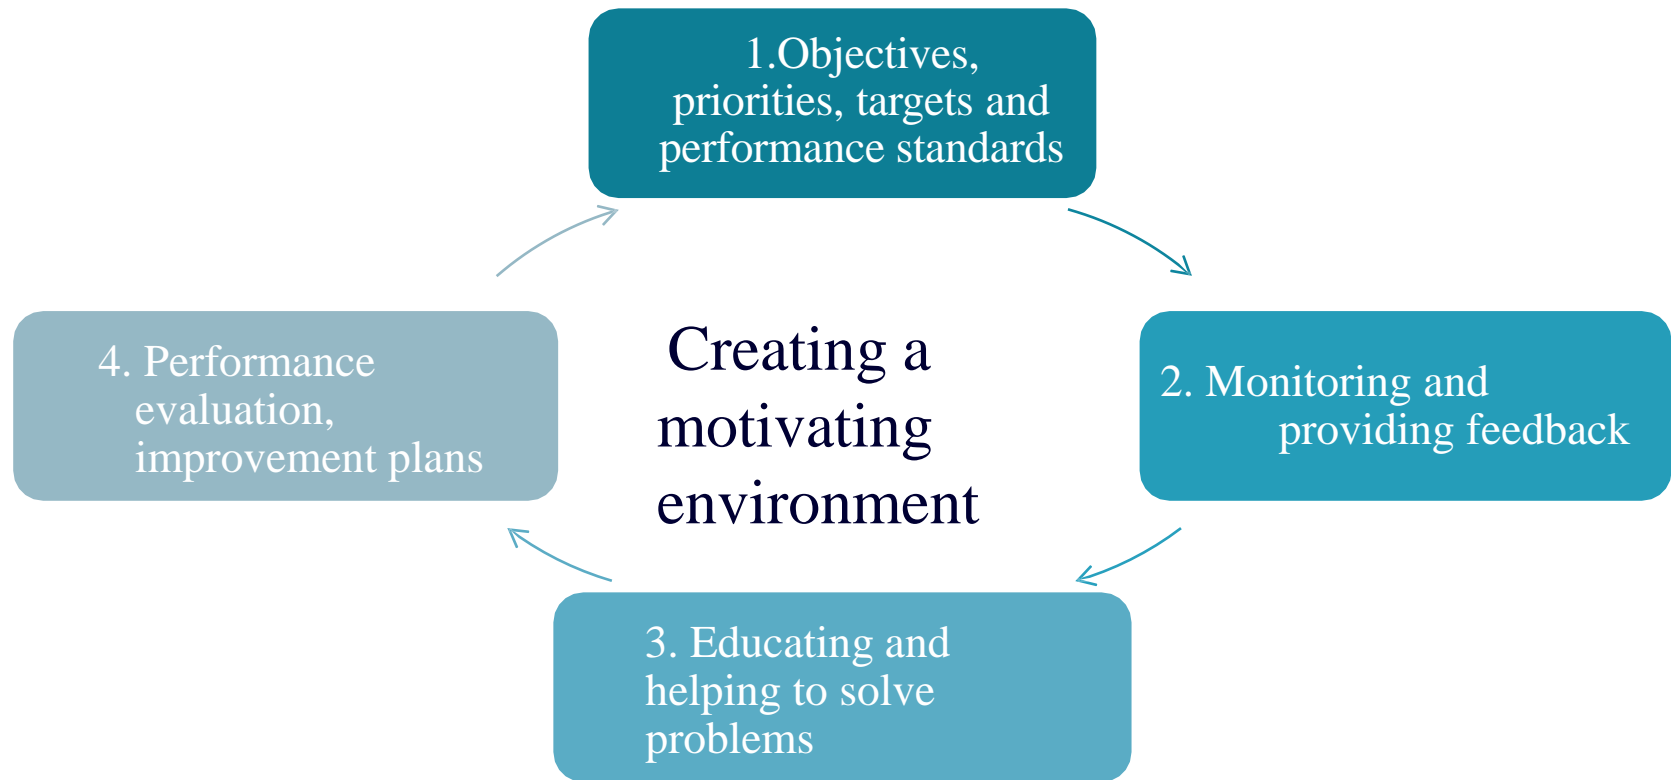 1.Objectives,
priorities, targets and
performance standards
2. Monitoring and
providing feedback
3. Educating and
helping to solve
problems
4. Performance
evaluation,
improvement plans
Creating a
motivating
environment